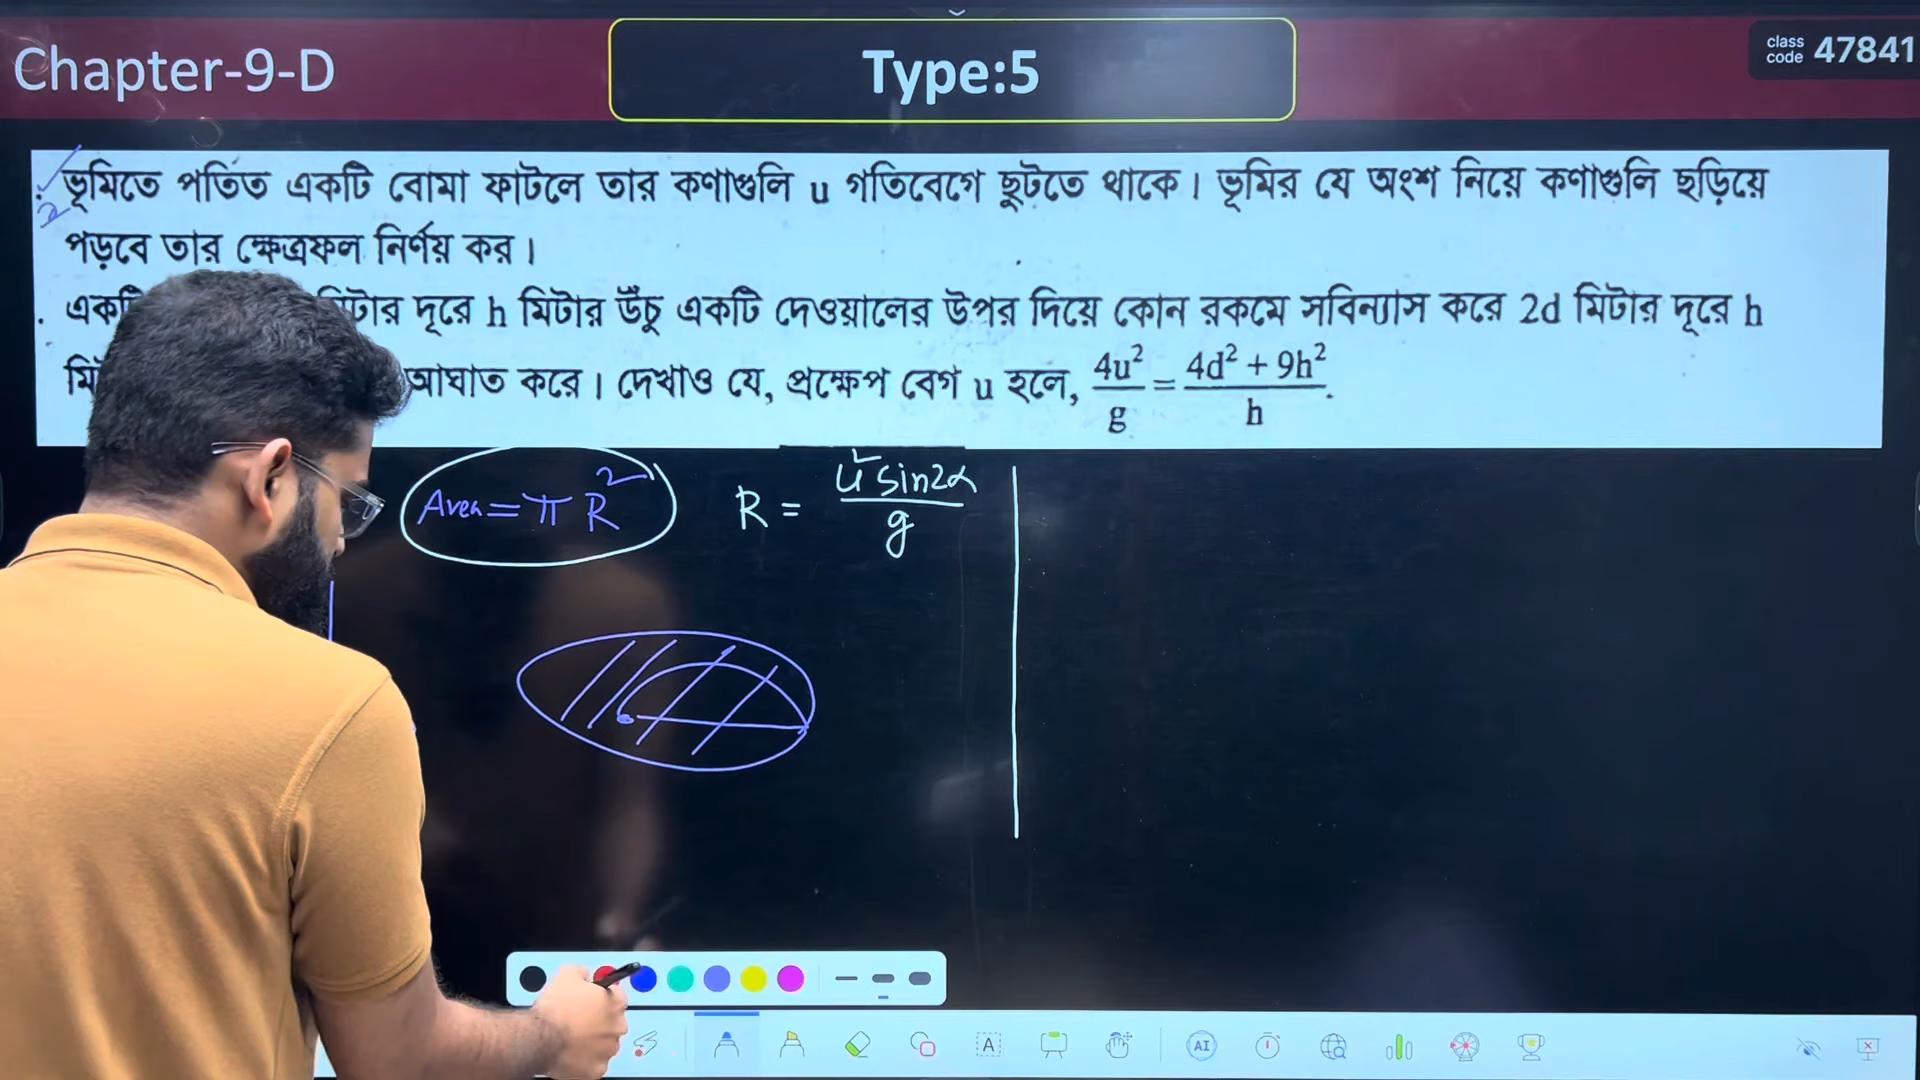 Chapter-9-D
Type:5
class code 47841
ভূমিতে পতিত একটি বোমা ফাটলে তার কণাগুলি u গতিবেগে ছুটতে থাকে। ভূমির যে অংশ নিয়ে কণাগুলি ছড়িয়ে
পড়বে তার ক্ষেত্রফল নির্ণয় কর।
দূরে h মিটার উঁচু একটি দেওয়ালের উপর দিয়ে কোন রকমে সবিন্যাস করে 2d মিটার দূরে h
আঘাত করে। দেখাও যে, প্রক্ষেপ বেগ u হলে, 4u²/g = (4d² + 9h²)/h.
Area = π R²
R = u² sin2α / g
A
AI